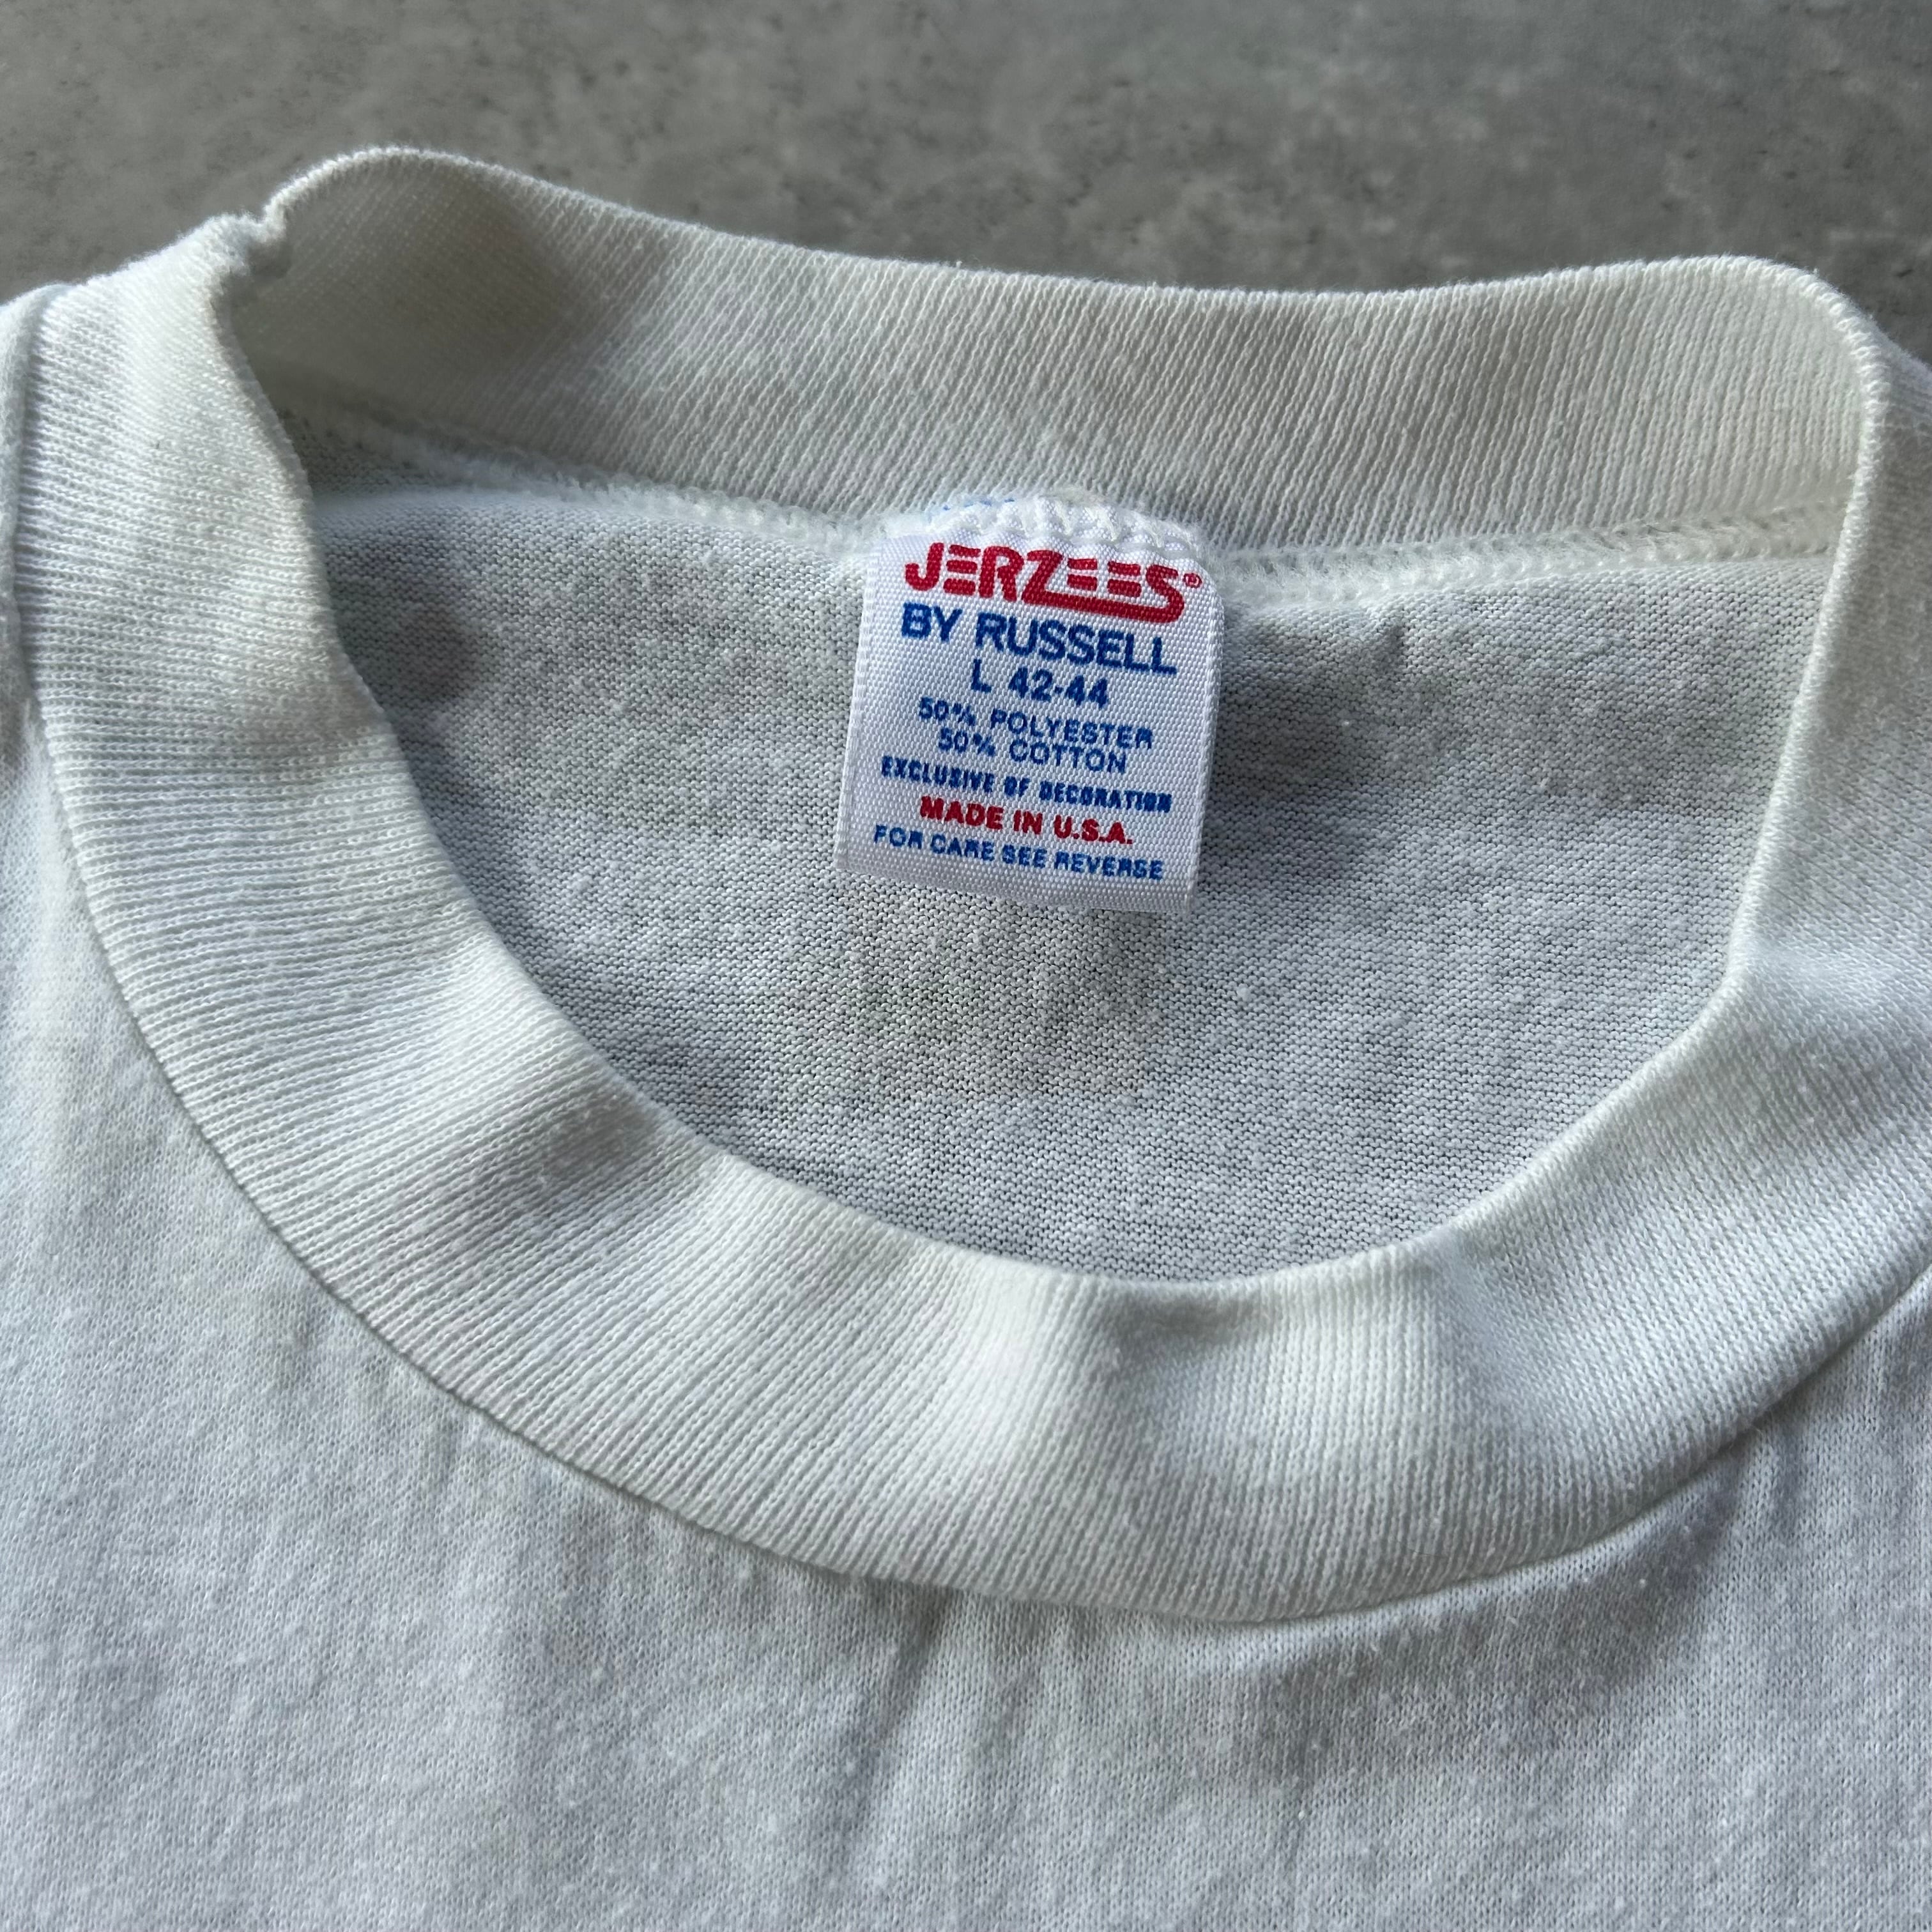 JERZEES®
BY RUSSELL
L 42-44
50% POLYESTER
50% COTTON
EXCLUSIVE OF DECORATION
MADE IN U.S.A.
FOR CARE SEE REVERSE